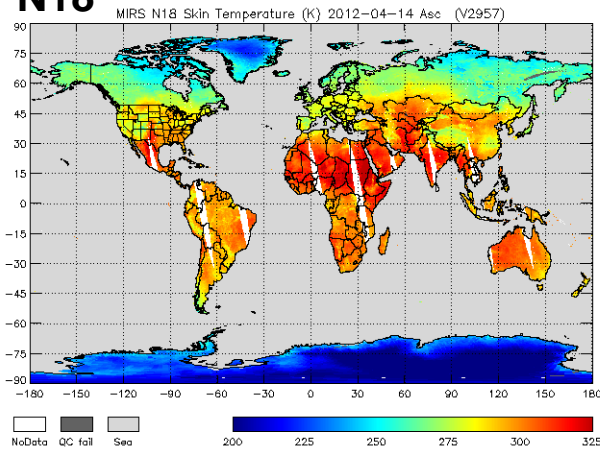 N18
MIRS N18 Skin Temperature (K) 2012-04-14 Asc (V2957)
90
75
60
45
30
15
0
-15
-30
-45
-60
-75
-90
-180 -150 -120 -90 -60 -30 0 30 60 90 120 150 180
NoData QC fail Sea
200 225 250 275 300 325